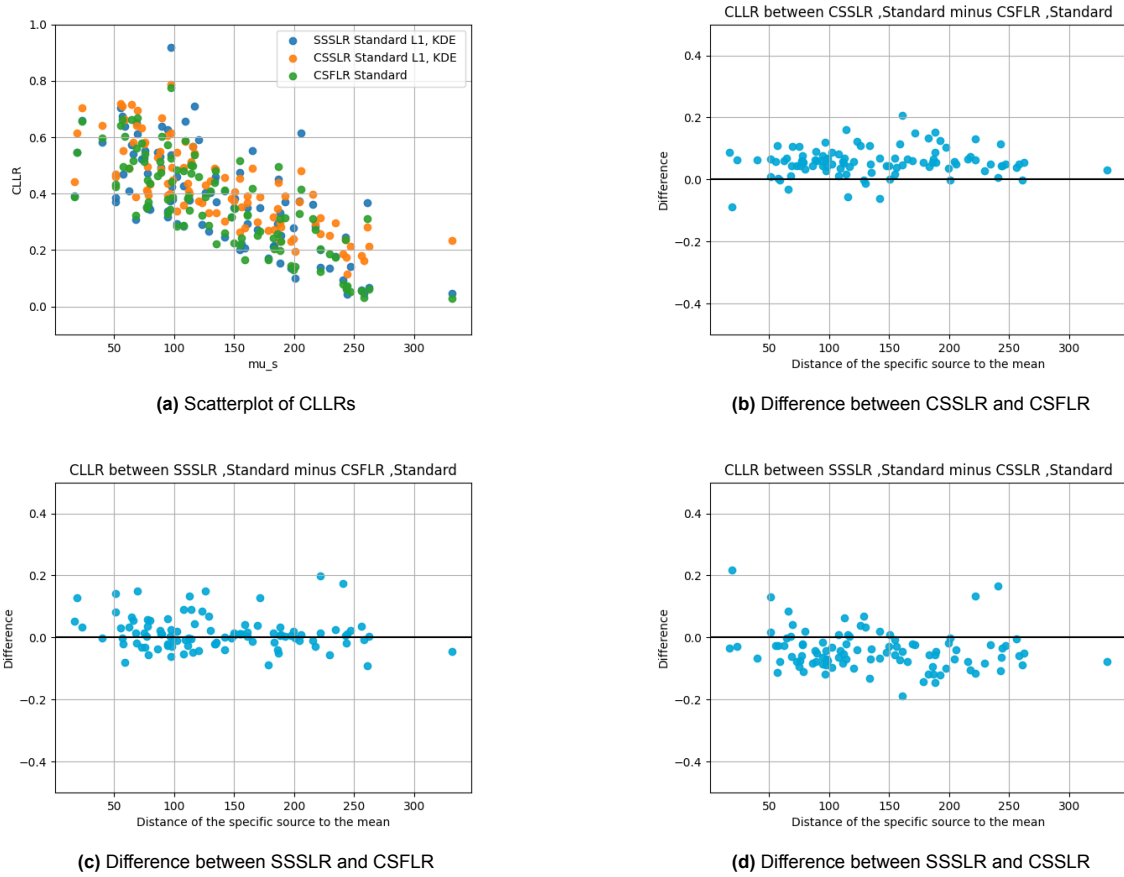 1.0
0.8
0.6
0.4
0.2
0.0
CLLR
SSSLR Standard L1, KDE
CSSLR Standard L1, KDE
CSFLR Standard
50 100 150 200 250 300
mu_s
(a) Scatterplot of CLLRs
CLLR between CSSLR ,Standard minus CSFLR ,Standard
0.4
0.2
0.0
−0.2
−0.4
Difference
50 100 150 200 250 300
Distance of the specific source to the mean
(b) Difference between CSSLR and CSFLR
CLLR between SSSLR ,Standard minus CSFLR ,Standard
0.4
0.2
0.0
−0.2
−0.4
Difference
50 100 150 200 250 300
Distance of the specific source to the mean
(c) Difference between SSSLR and CSFLR
CLLR between SSSLR ,Standard minus CSSLR ,Standard
0.4
0.2
0.0
−0.2
−0.4
Difference
50 100 150 200 250 300
Distance of the specific source to the mean
(d) Difference between SSSLR and CSSLR